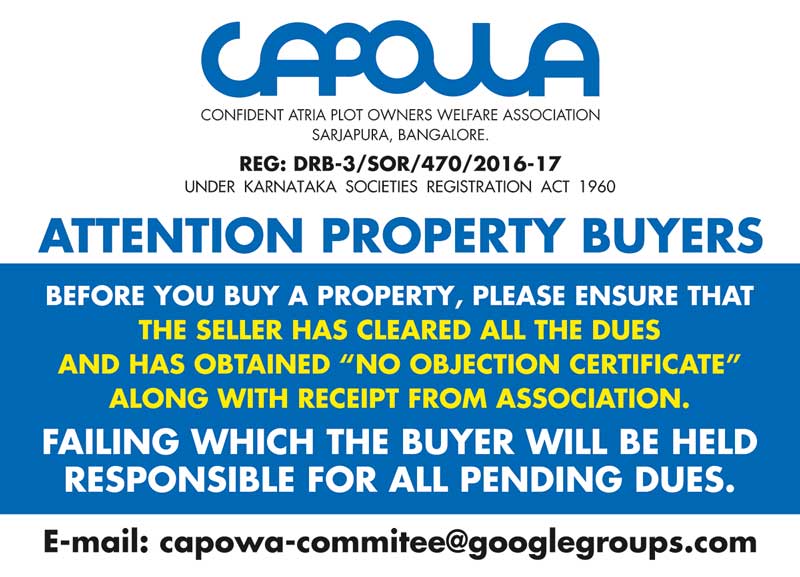 CAPOWA
CONFIDENT ATRIA PLOT OWNERS WELFARE ASSOCIATION
SARJAPURA, BANGALORE.
REG: DRB-3/SOR/470/2016-17
UNDER KARNATAKA SOCIETIES REGISTRATION ACT 1960
ATTENTION PROPERTY BUYERS
BEFORE YOU BUY A PROPERTY, PLEASE ENSURE THAT
THE SELLER HAS CLEARED ALL THE DUES
AND HAS OBTAINED “NO OBJECTION CERTIFICATE”
ALONG WITH RECEIPT FROM ASSOCIATION.
FAILING WHICH THE BUYER WILL BE HELD
RESPONSIBLE FOR ALL PENDING DUES.
E-mail: capowa-commitee@googlegroups.com